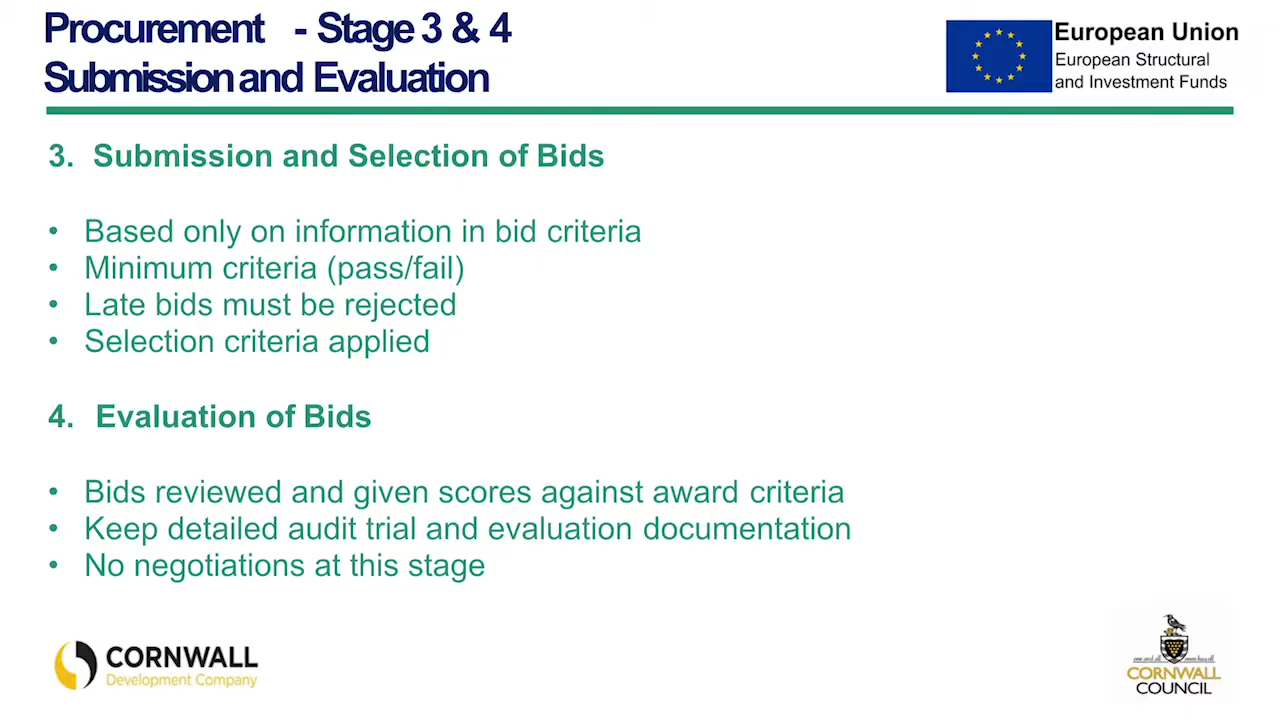 Procurement - Stage 3 & 4
Submission and Evaluation
European Union
European Structural
and Investment Funds
3. Submission and Selection of Bids
• Based only on information in bid criteria
• Minimum criteria (pass/fail)
• Late bids must be rejected
• Selection criteria applied
4. Evaluation of Bids
• Bids reviewed and given scores against award criteria
• Keep detailed audit trial and evaluation documentation
• No negotiations at this stage
CORNWALL
Development Company
one and all
CORNWALL
COUNCIL